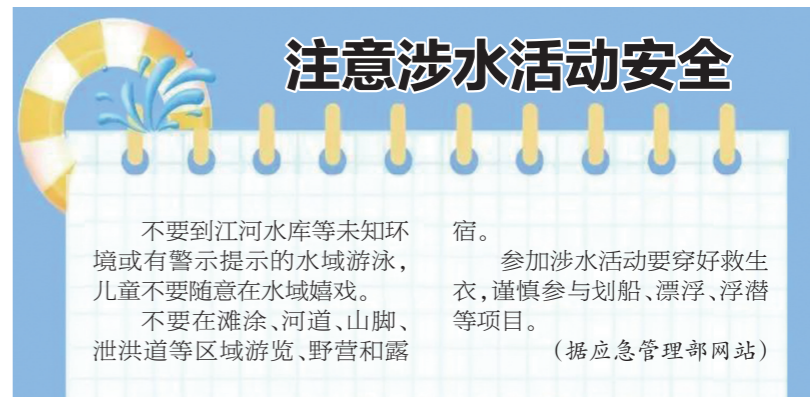 注意涉水活动安全
不要到江河水库等未知环
境或有警示提示的水域游泳，
儿童不要随意在水域嬉戏。
不要在滩涂、河道、山脚、
泄洪道等区域游览、野营和露
宿。
参加涉水活动要穿好救生
衣，谨慎参与划船、漂浮、浮潜
等项目。
（据应急管理部网站）